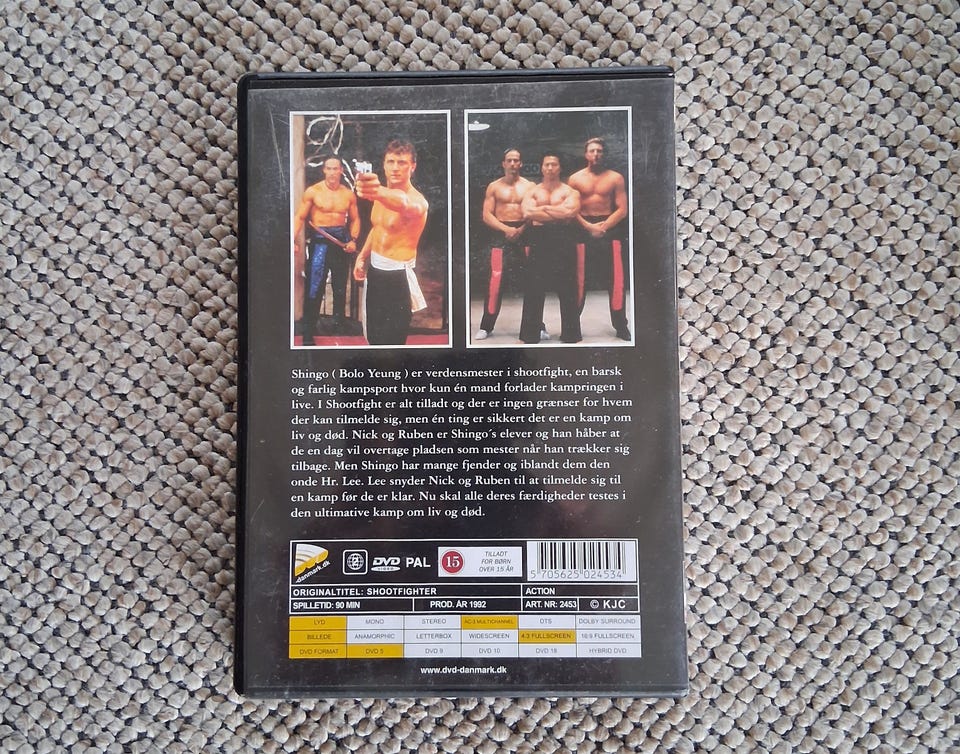 Shingo ( Bolo Yeung ) er verdensmester i shootfight, en barsk
og farlig kampsport hvor kun én mand forlader kampringen i
live. I Shootfight er alt tilladt og der er ingen grænser for hvem
der kan tilmelde sig, men én ting er sikkert det er en kamp om
liv og død. Nick og Ruben er Shingo´s elever og han håber at
de en dag vil overtage pladsen som mester når han trækker sig
tilbage. Men Shingo har mange fjender og iblandt dem den
onde Hr. Lee. Lee snyder Nick og Ruben til at tilmelde sig til
en kamp før de er klar. Nu skal alle deres færdigheder testes i
den ultimative kamp om liv og død.
-danmark.dk
2
DVD VIDEO
PAL
15
TILLADT
FOR BØRN
OVER 15 ÅR
5 705625 024534
ORIGINALTITEL: SHOOTFIGHTER ACTION
SPILLETID: 90 MIN PROD. ÅR 1992 ART. NR: 2453 © KJC
LYD MONO STEREO AC-3 MULTICHANNEL DTS DOLBY SURROUND
BILLEDE ANAMORPHIC LETTERBOX WIDESCREEN 4:3 FULLSCREEN 16:9 FULLSCREEN
DVD FORMAT DVD 5 DVD 9 DVD 10 DVD 18 HYBRID DVD
www.dvd-danmark.dk